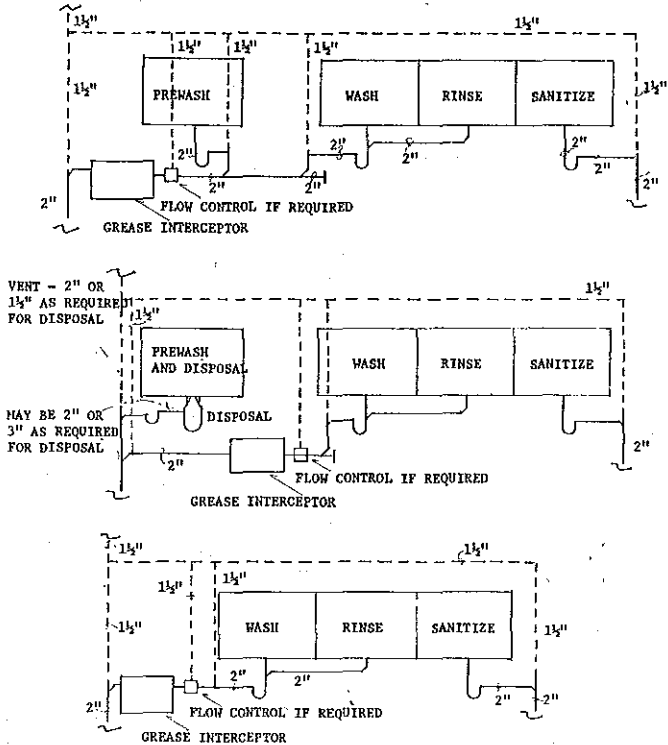 1½"
1½" 1½" 1½" 1½"
1½" 1½"
PREWASH WASH RINSE SANITIZE
2" 2" 2" 2"
2" 2" 2" 2" 2"
FLOW CONTROL IF REQUIRED
GREASE INTERCEPTOR
VENT - 2" OR
1½" AS REQUIRED
FOR DISPOSAL
1½"
1½"
PREWASH
AND DISPOSAL
WASH RINSE SANITIZE
MAY BE 2" OR
3" AS REQUIRED
FOR DISPOSAL
DISPOSAL
2" 2"
FLOW CONTROL IF REQUIRED
GREASE INTERCEPTOR
1½" 1½"
1½" 1½"
1½" 1½"
WASH RINSE SANITIZE
2" 2" 2" 2" 2"
FLOW CONTROL IF REQUIRED
GREASE INTERCEPTOR